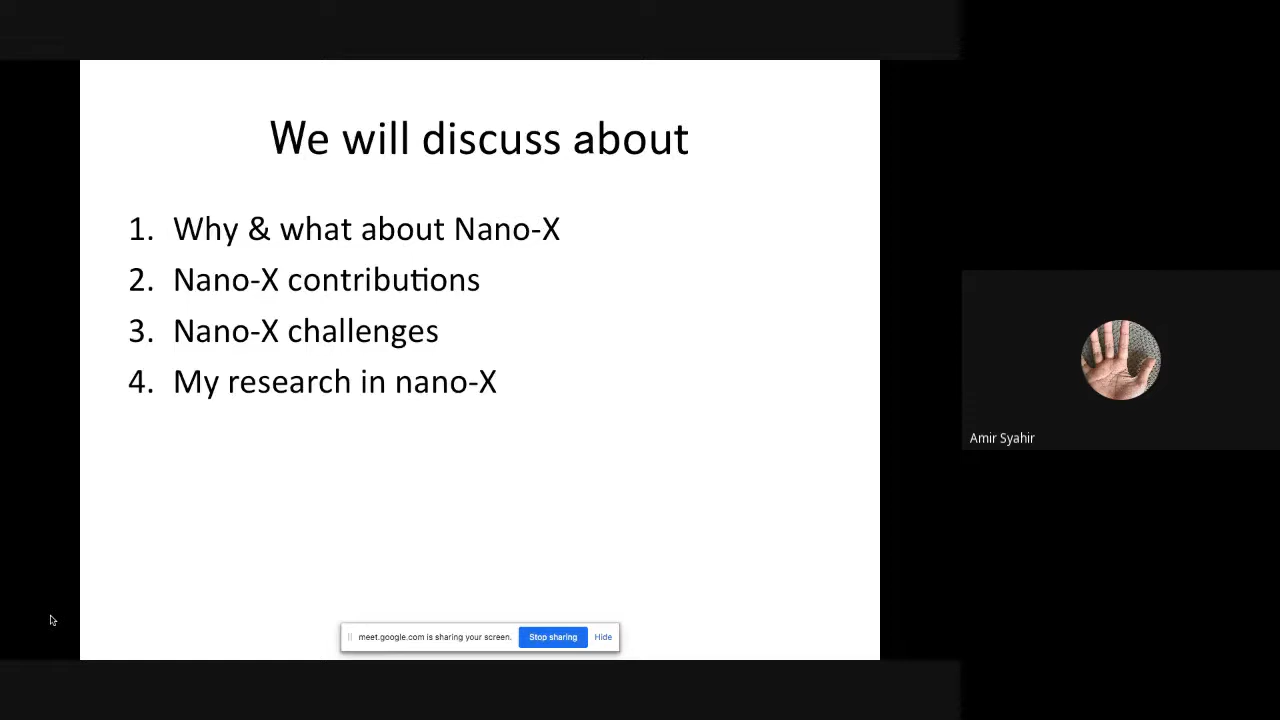 We will discuss about
1. Why & what about Nano-X
2. Nano-X contributions
3. Nano-X challenges
4. My research in nano-X
Amir Syahir
meet.google.com is sharing your screen. Stop sharing Hide